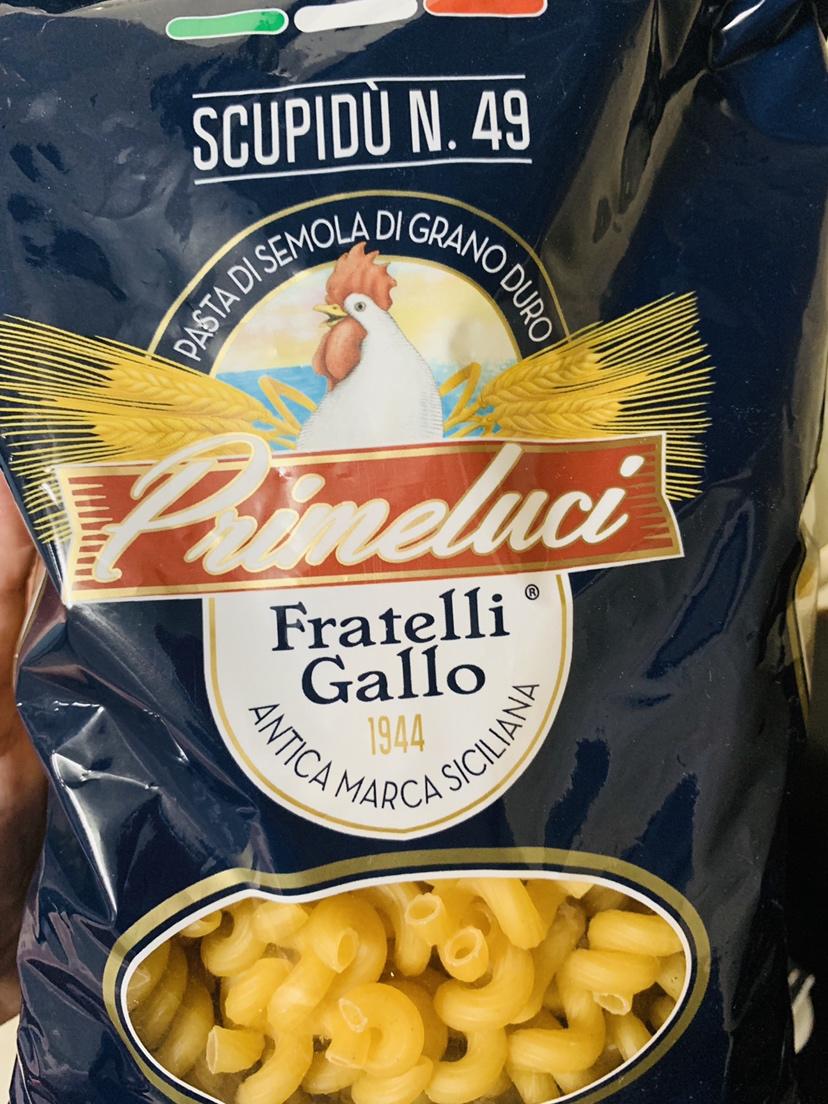 SCUPIDÙ N. 49
PASTA DI SEMOLA DI GRANO DURO
Primeluci
Fratelli ®
Gallo
1944
ANTICA MARCA SICILIANA